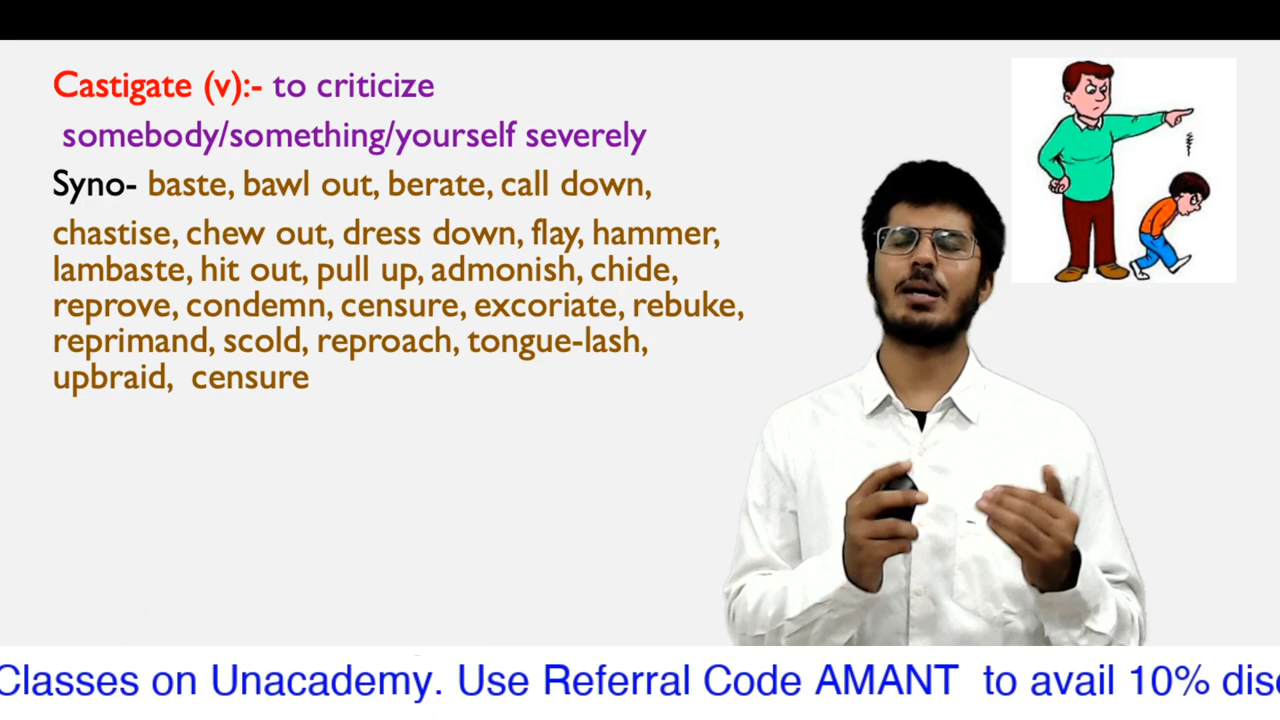 Castigate (v):- to criticize
somebody/something/yourself severely
Syno- baste, bawl out, berate, call down,
chastise, chew out, dress down, flay, hammer,
lambaste, hit out, pull up, admonish, chide,
reprove, condemn, censure, excoriate, rebuke,
reprimand, scold, reproach, tongue-lash,
upbraid, censure
Classes on Unacademy. Use Referral Code AMANT to avail 10%